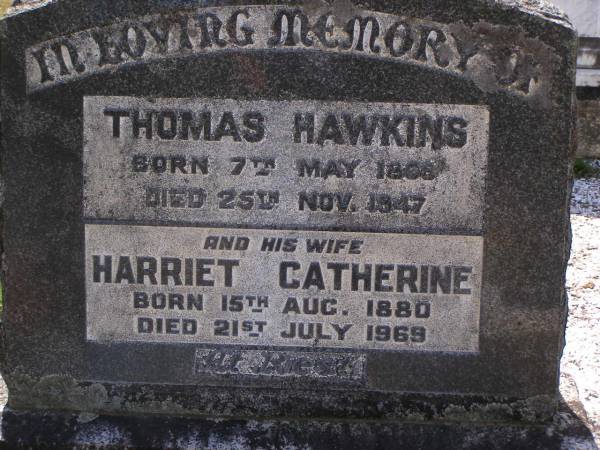 IN LOVING MEMORY OF
THOMAS HAWKINS
BORN 7TH MAY
DIED 25TH NOV. 1947
AND HIS WIFE
HARRIET CATHERINE
BORN 15TH AUG. 1880
DIED 21ST JULY 1969